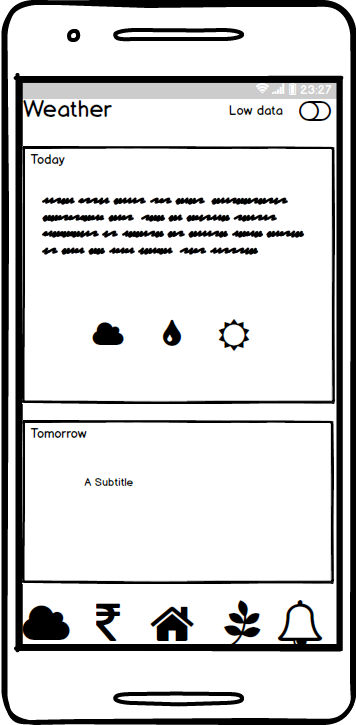 23:27
Weather
Low data
Today
Tomorrow
A Subtitle
₹